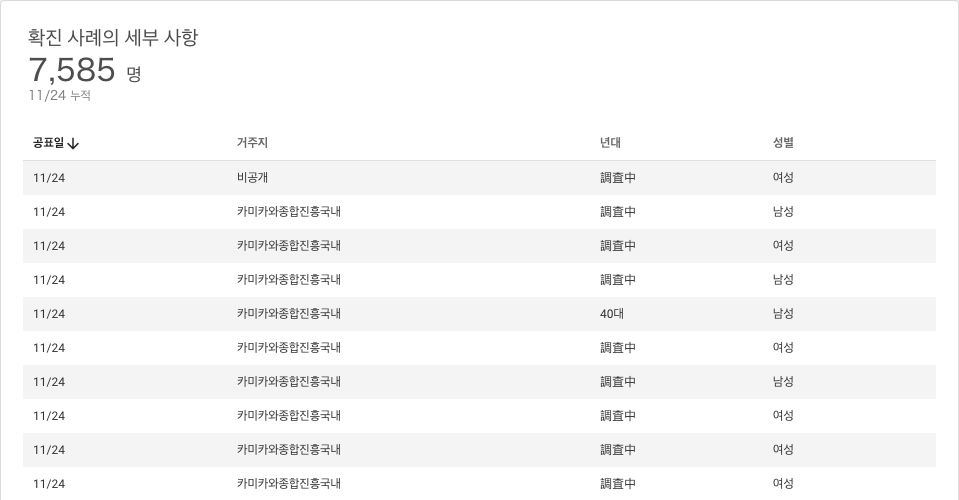 확진 사례의 세부 사항
7,585 명
11/24 누적
공표일 거주지 년대 성별
11/24 비공개 調査中 여성
11/24 카미카와종합진흥국내 調査中 남성
11/24 카미카와종합진흥국내 調査中 여성
11/24 카미카와종합진흥국내 調査中 남성
11/24 카미카와종합진흥국내 40대 남성
11/24 카미카와종합진흥국내 調査中 여성
11/24 카미카와종합진흥국내 調査中 남성
11/24 카미카와종합진흥국내 調査中 여성
11/24 카미카와종합진흥국내 調査中 여성
11/24 카미카와종합진흥국내 調査中 여성